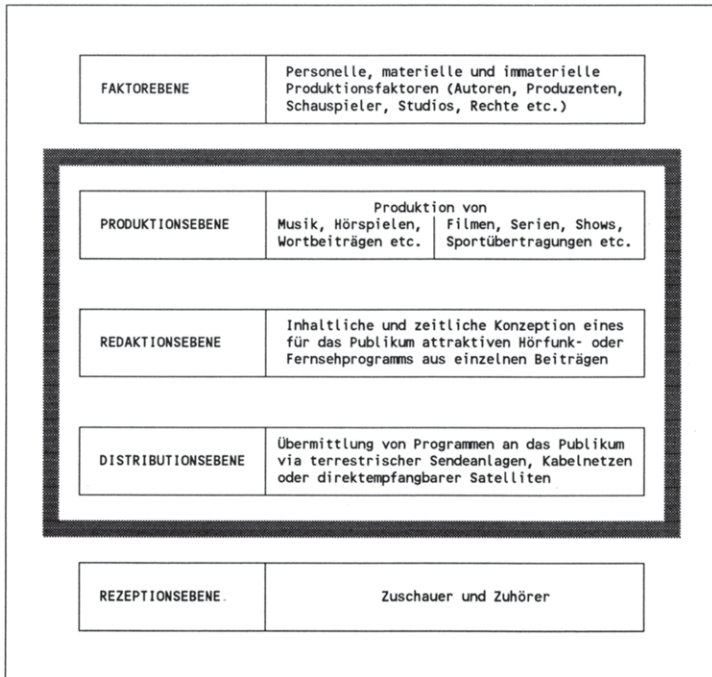 FAKTOREBENE
Personelle, materielle und immaterielle
Produktionsfaktoren (Autoren, Produzenten,
Schauspieler, Studios, Rechte etc.)
PRODUKTIONSEBENE
Produktion von
Musik, Hörspielen,
Wortbeiträgen etc.
Filmen, Serien, Shows,
Sportübertragungen etc.
REDAKTIONSEBENE
Inhaltliche und zeitliche Konzeption eines
für das Publikum attraktiven Hörfunk- oder
Fernsehprogramms aus einzelnen Beiträgen
DISTRIBUTIONSEBENE
Übermittlung von Programmen an das Publikum
via terrestrischer Sendeanlagen, Kabelnetzen
oder direktempfangbarer Satelliten
REZEPTIONSEBENE
Zuschauer und Zuhörer